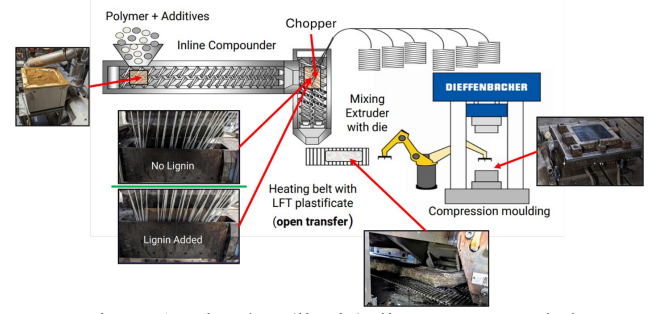 Polymer + Additives
Chopper
Inline Compounder
DIEFFENBACHER
Mixing
Extruder
with die
No Lignin
Heating belt with
LFT plastificate
(open transfer)
Compression moulding
Lignin Added